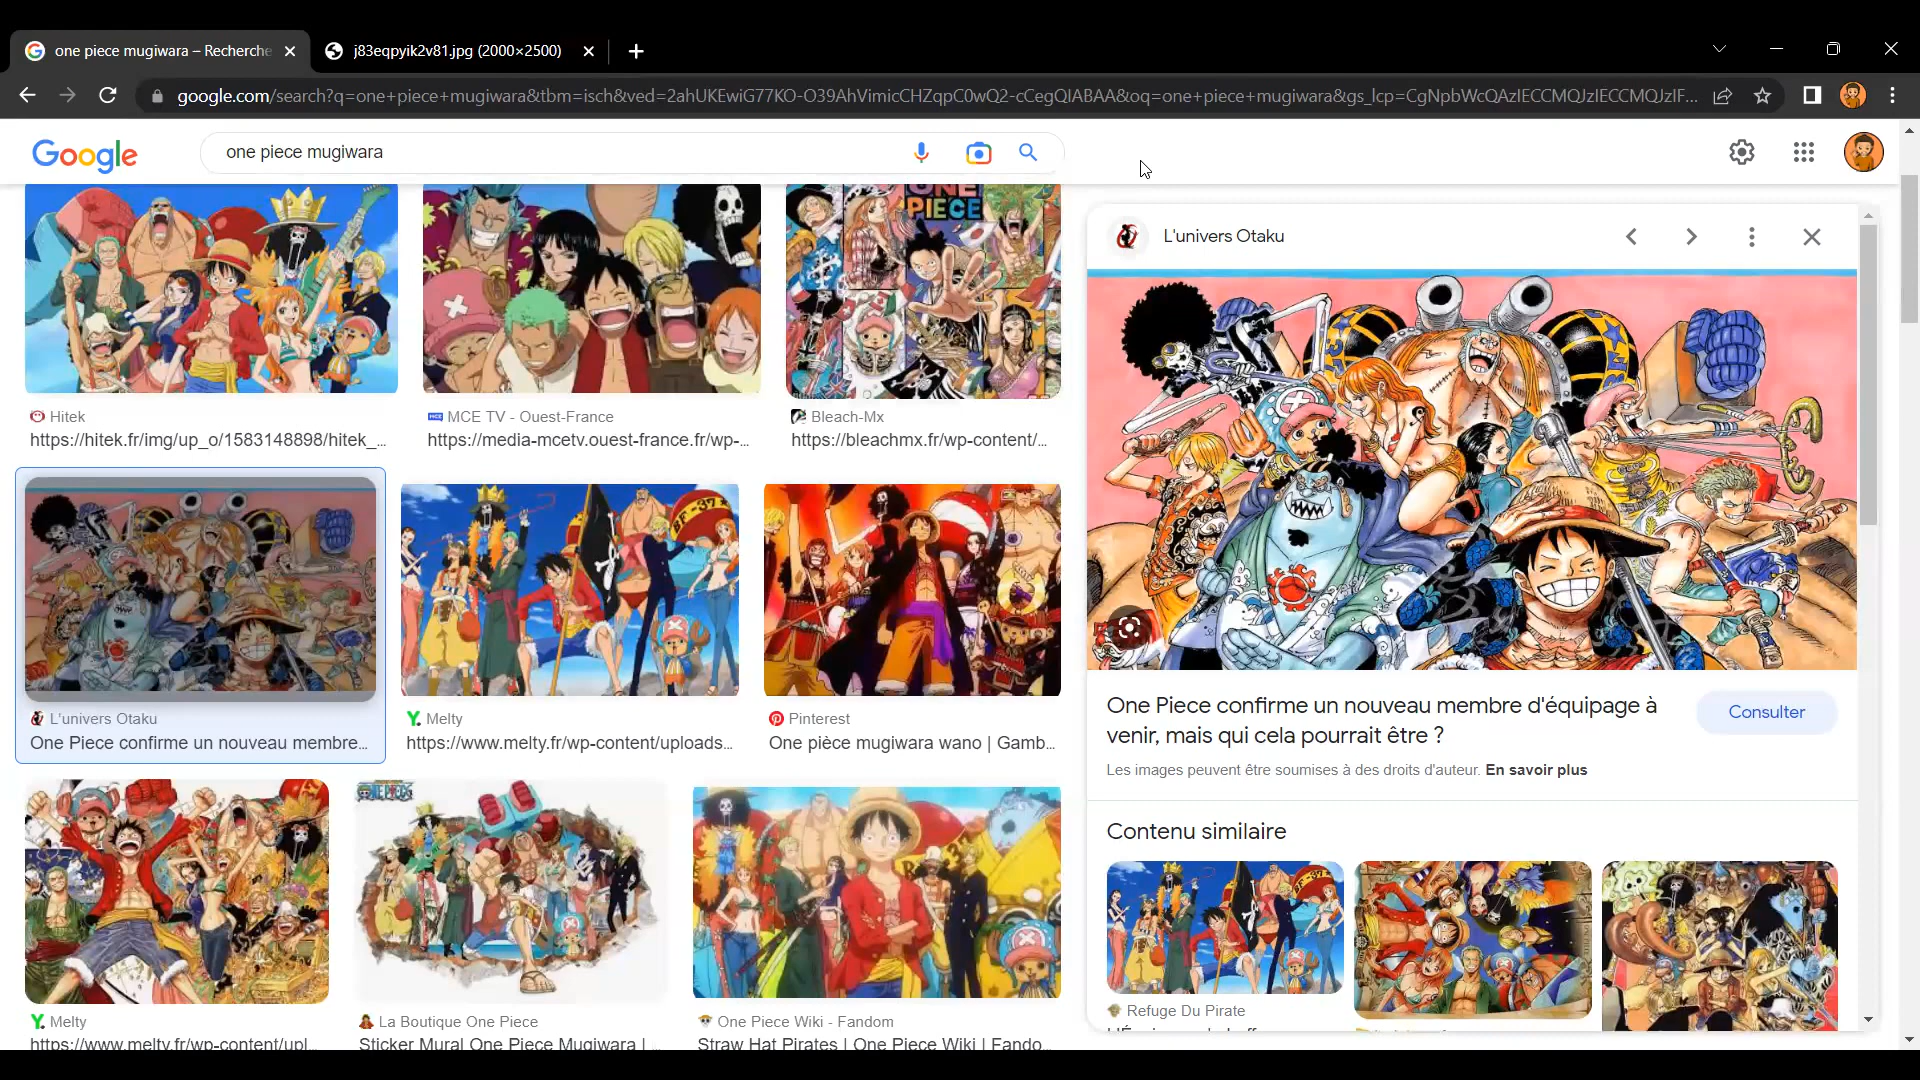 one piece mugiwara – Recherche
j83eqpyik2v81.jpg (2000×2500)
google.com/search?q=one+piece+mugiwara&tbm=isch&ved=2ahUKEwiG77KO-O39AhVimicCHZqpC0wQ2-cCegQIABAA&oq=one+piece+mugiwara&gs_lcp=CgNpbWcQAzIECCMQJzIECCMQJzIF...
Google
one piece mugiwara
ONE PIECE
Hitek
https://hitek.fr/img/up_o/1583148898/hitek_...
MCE TV - Ouest-France
https://media-mcetv.ouest-france.fr/wp-...
Bleach-Mx
https://bleachmx.fr/wp-content/...
L'univers Otaku
One Piece confirme un nouveau membre...
Melty
https://www.melty.fr/wp-content/uploads...
Pinterest
One pièce mugiwara wano | Gamb...
Melty
https://www.melty.fr/wp-content/upl...
La Boutique One Piece
Sticker Mural One Piece Mugiwara | ...
One Piece Wiki - Fandom
Straw Hat Pirates | One Piece Wiki | Fando...
L'univers Otaku
One Piece confirme un nouveau membre d'équipage à
venir, mais qui cela pourrait être ?
Consulter
Les images peuvent être soumises à des droits d'auteur. En savoir plus
Contenu similaire
Refuge Du Pirate